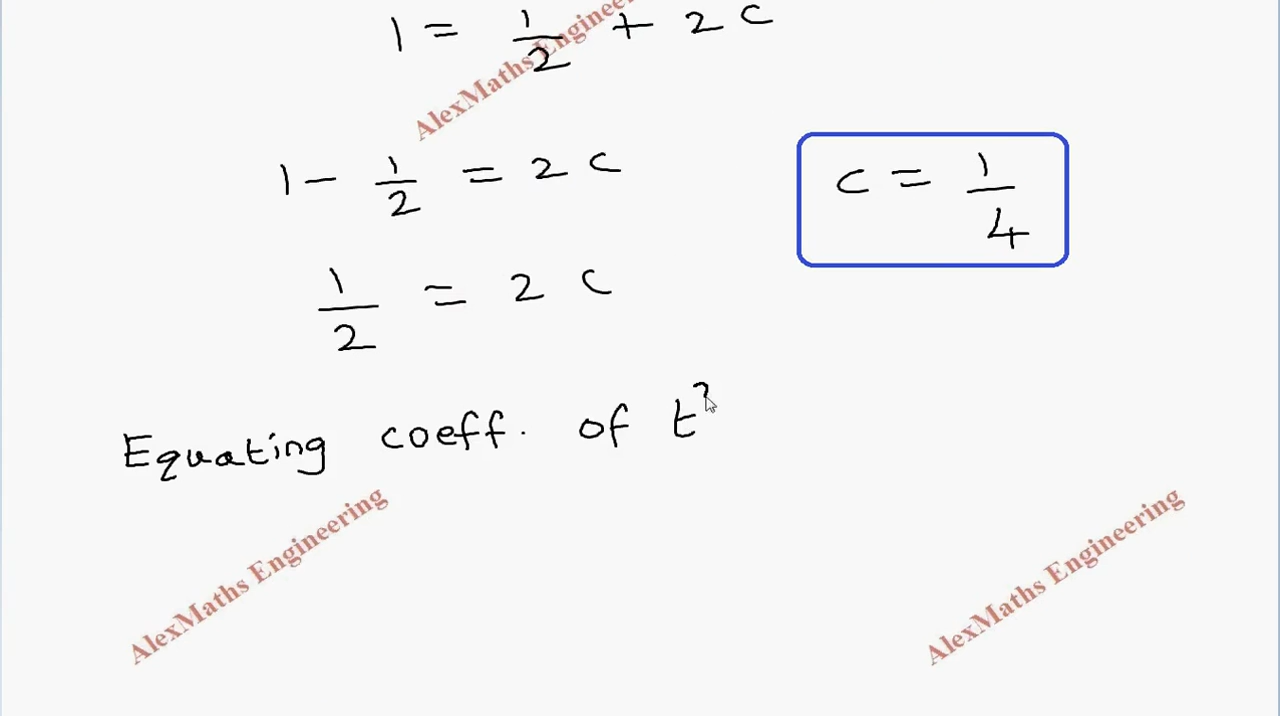 1 = 1/2 + 2c
1 - 1/2 = 2c
c = 1/4
1/2 = 2c
Equating coeff. of t²
AlexMaths Engineering
AlexMaths Engineering
AlexMaths Engineering